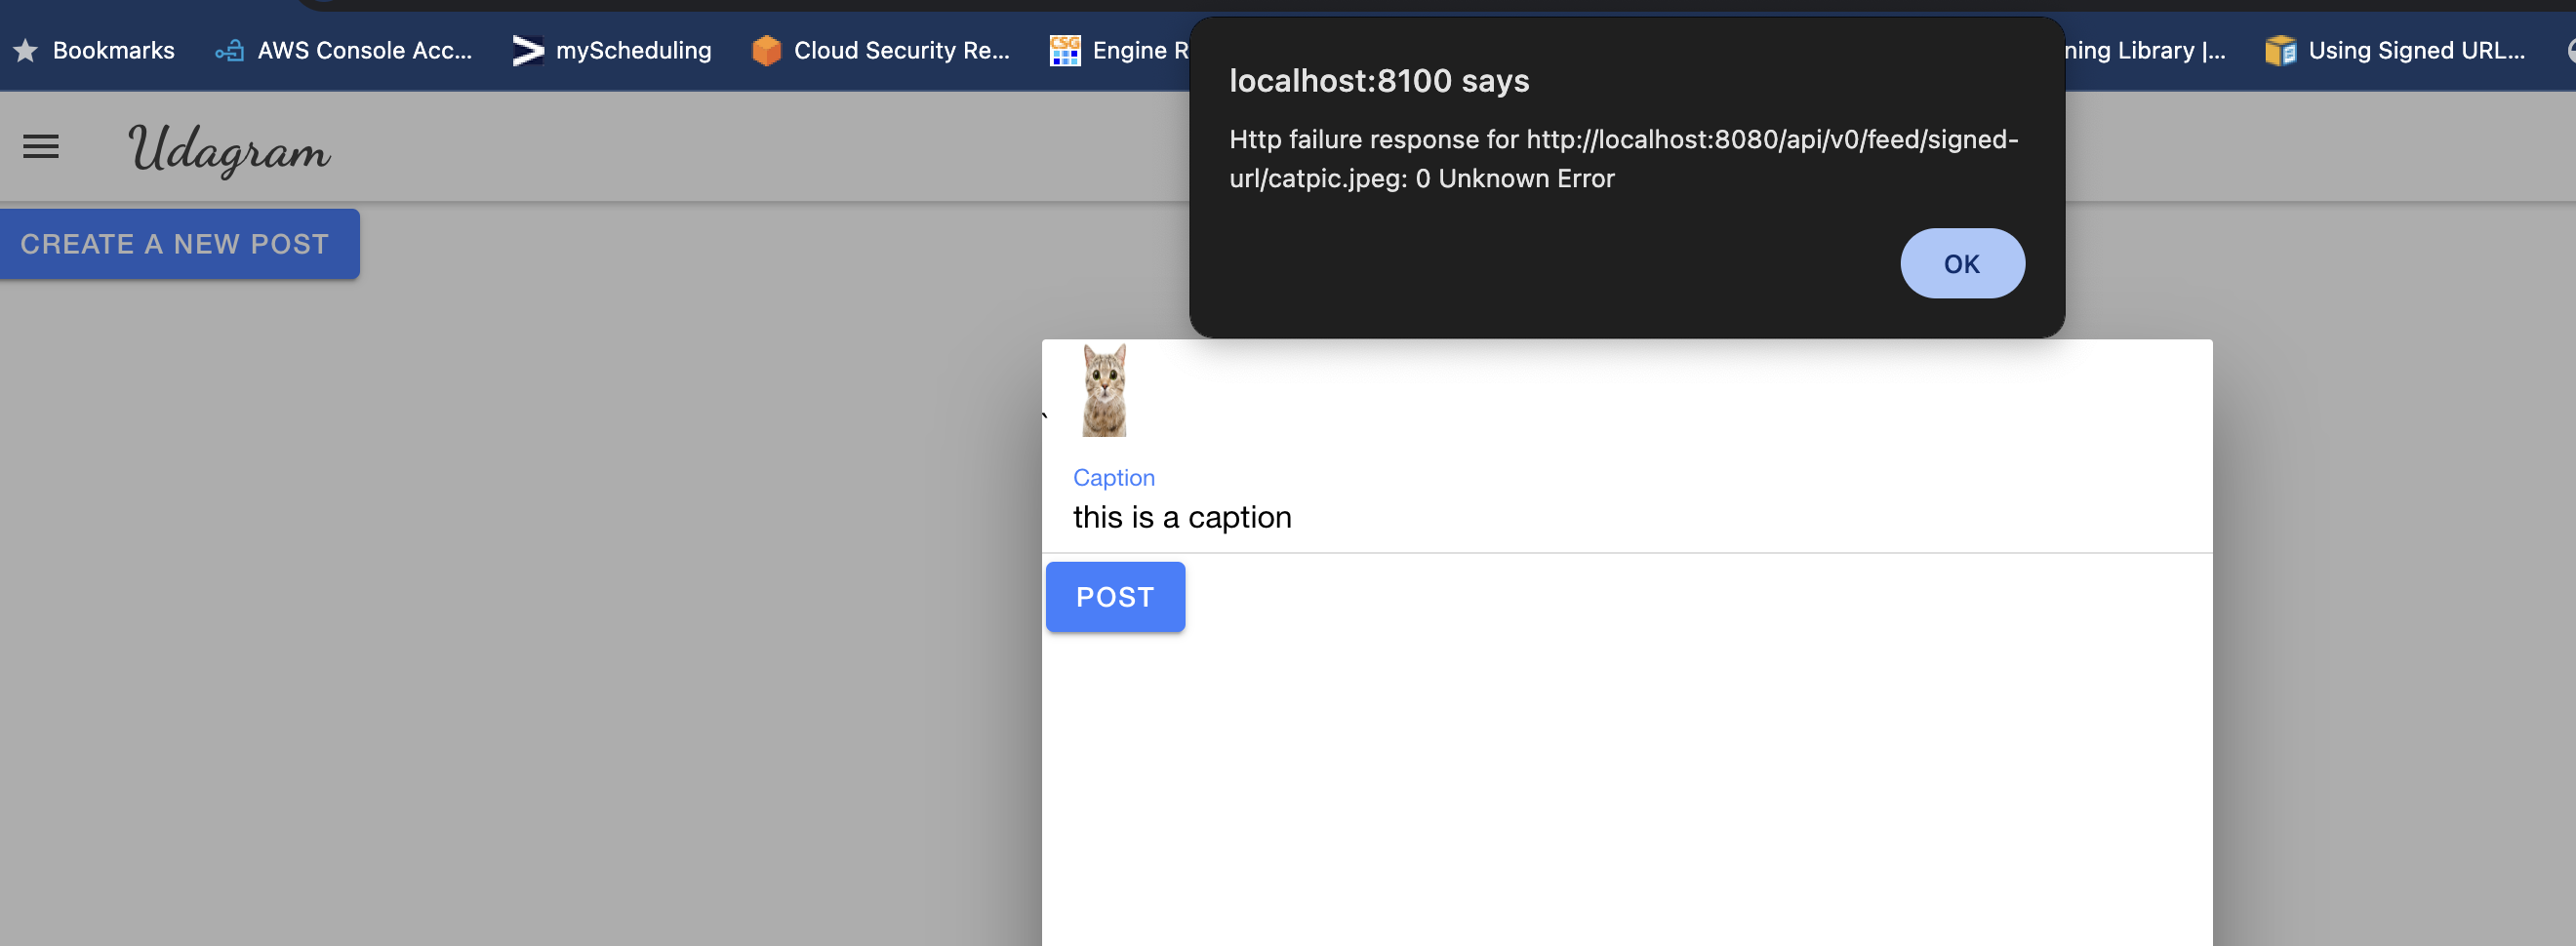 Bookmarks AWS Console Acc... myScheduling Cloud Security Re... CSG Engine R ning Library |... Using Signed URL...
localhost:8100 says
Http failure response for http://localhost:8080/api/v0/feed/signed-
url/catpic.jpeg: 0 Unknown Error
OK
Udagram
CREATE A NEW POST
`
Caption
this is a caption
POST